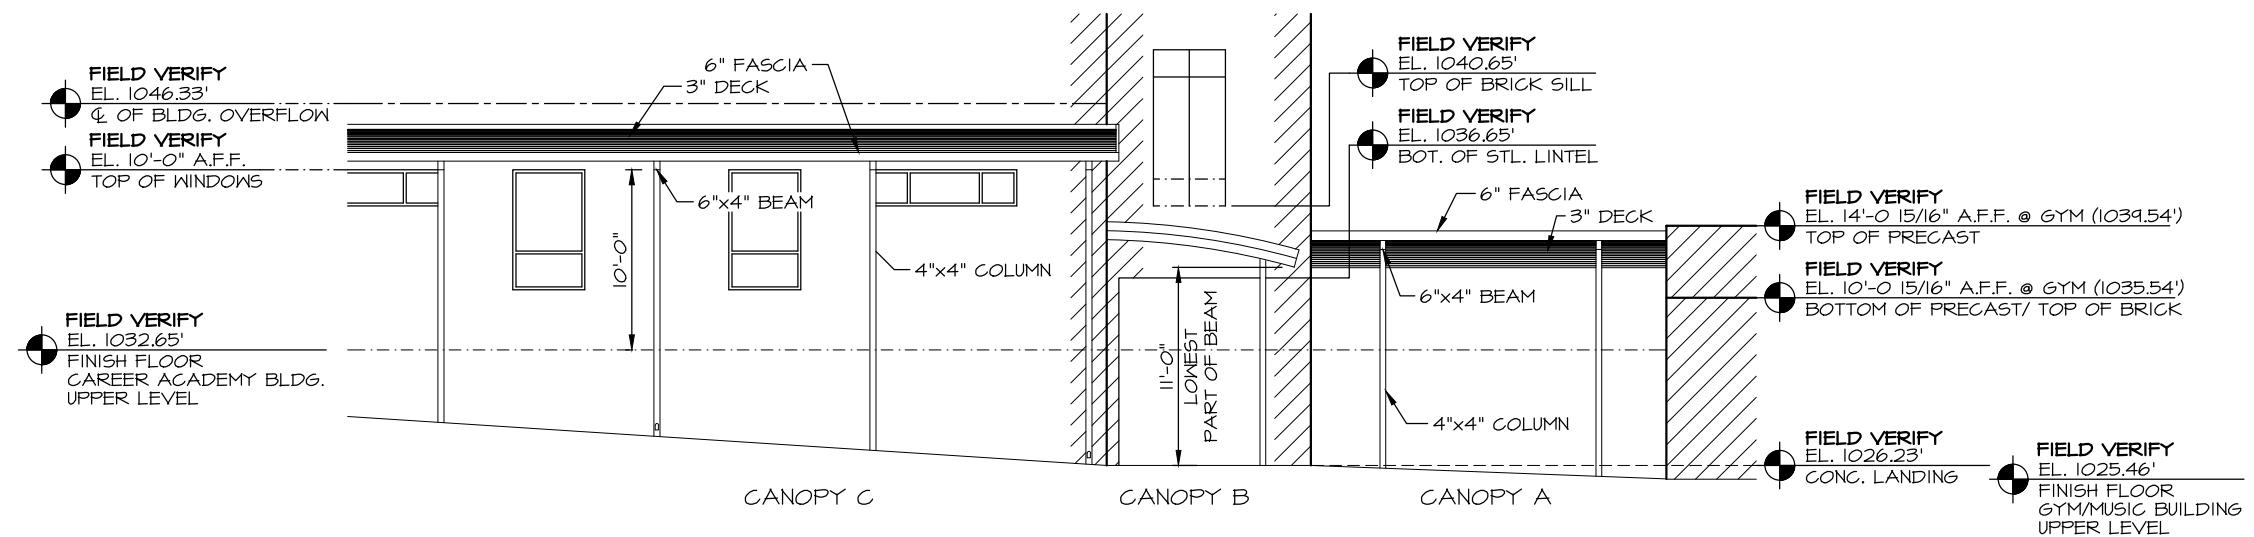 FIELD VERIFY
EL. 1046.33'
℄ OF BLDG. OVERFLOW
FIELD VERIFY
EL. 10'-0" A.F.F.
TOP OF WINDOWS
FIELD VERIFY
EL. 1032.65'
FINISH FLOOR
CAREER ACADEMY BLDG.
UPPER LEVEL
6" FASCIA
3" DECK
10'-0"
6"x4" BEAM
4"x4" COLUMN
CANOPY C
11'-0"
LOWEST
PART OF BEAM
CANOPY B
FIELD VERIFY
EL. 1040.65'
TOP OF BRICK SILL
FIELD VERIFY
EL. 1036.65'
BOT. OF STL. LINTEL
6" FASCIA
3" DECK
6"x4" BEAM
4"x4" COLUMN
CANOPY A
FIELD VERIFY
EL. 14'-0 15/16" A.F.F. @ GYM (1039.54')
TOP OF PRECAST
FIELD VERIFY
EL. 10'-0 15/16" A.F.F. @ GYM (1035.54')
BOTTOM OF PRECAST/ TOP OF BRICK
FIELD VERIFY
EL. 1026.23'
CONC. LANDING
FIELD VERIFY
EL. 1025.46'
FINISH FLOOR
GYM/MUSIC BUILDING
UPPER LEVEL